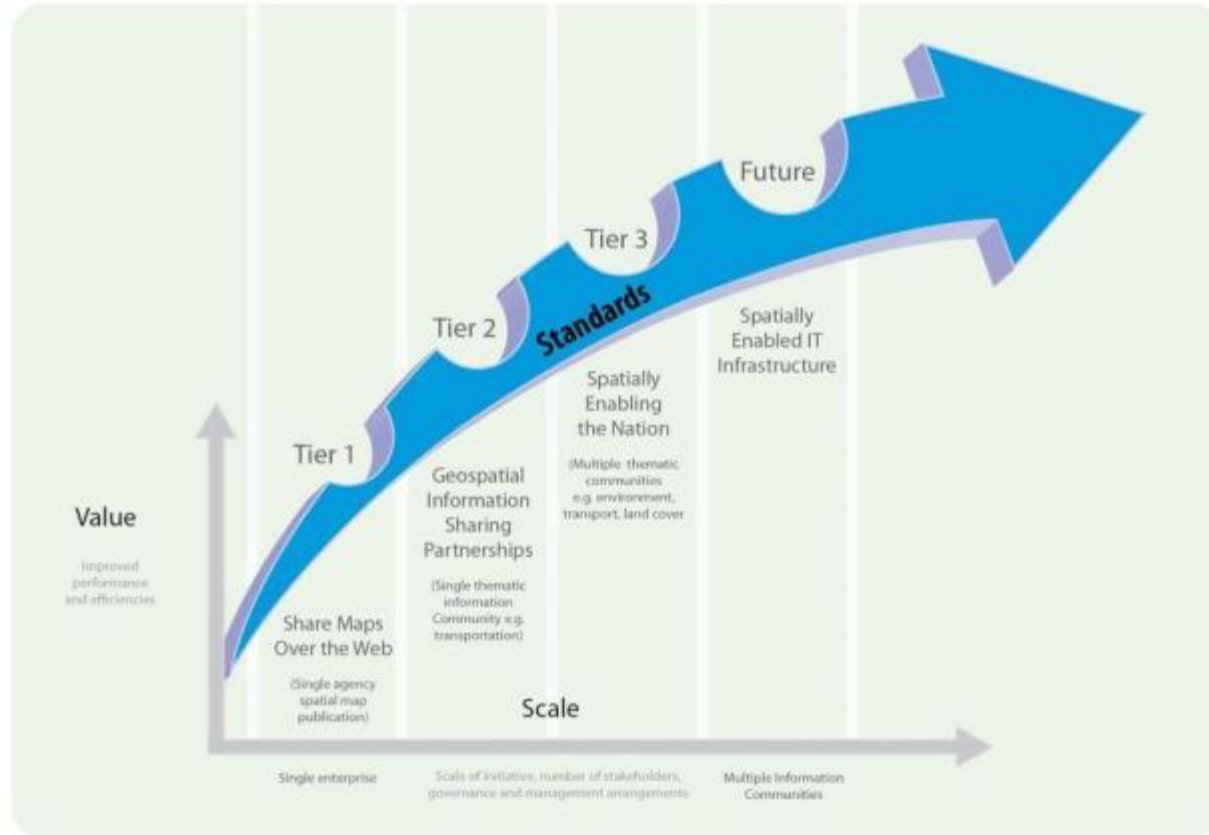 Future
Tier 3
Standards
Tier 2
Tier 1
Spatially
Enabled IT
Infrastructure
Spatially
Enabling
the Nation
(Multiple thematic
communities
e.g. environment,
transport, land cover
Geospatial
Information
Sharing
Partnerships
(Single thematic
information
Community e.g.
transportation)
Value
Improved
performance
and efficiencies
Share Maps
Over the Web
(Single agency
spatial map
publication)
Scale
Single enterprise
Scale of initiative, number of stakeholders,
governance and management arrangements
Multiple Information
Communities